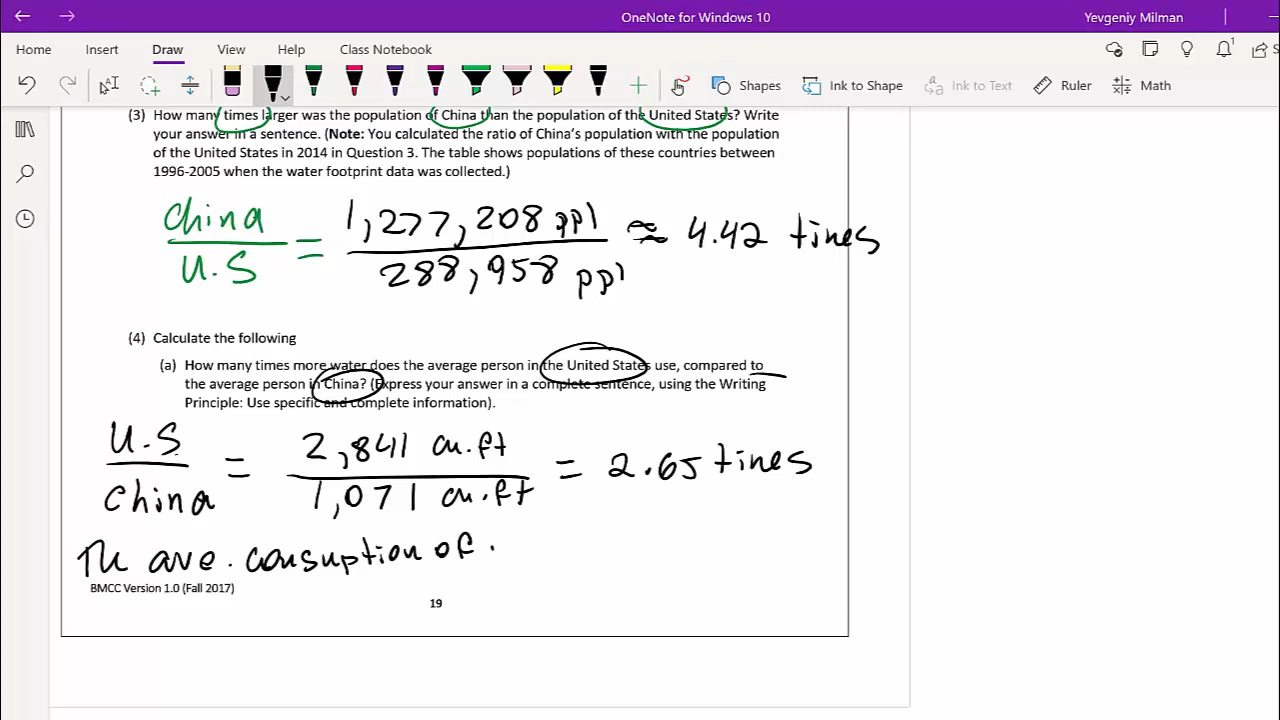 OneNote for Windows 10
Yevgeniy Milman
Home Insert Draw View Help Class Notebook
Shapes Ink to Shape Ink to Text Ruler Math
(3) How many times larger was the population of China than the population of the United States? Write
your answer in a sentence. (Note: You calculated the ratio of China's population with the population
of the United States in 2014 in Question 3. The table shows populations of these countries between
1996-2005 when the water footprint data was collected.)
China / U.S = 1,277,208 ppl / 288,958 ppl ≈ 4.42 times
(4) Calculate the following
(a) How many times more water does the average person in the United States use, compared to
the average person in China? (Express your answer in a complete sentence, using the Writing
Principle: Use specific and complete information).
U.S / China = 2,841 cu.ft / 1,071 cu.ft = 2.65 times
The ave. consuption of
BMCC Version 1.0 (Fall 2017)
19